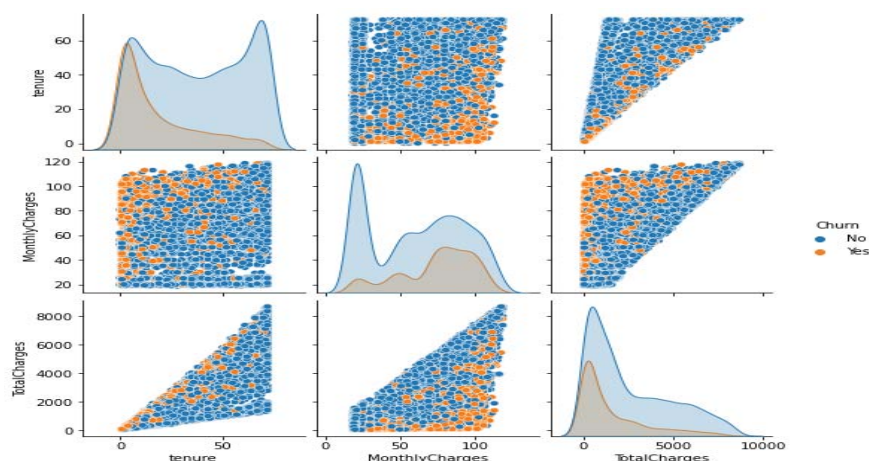 60
40
20
0
tenure
120
100
80
60
40
20
MonthlyCharges
Churn
No
Yes
8000
6000
4000
2000
0
TotalCharges
0 50
tenure
0 50 100
MonthlyCharges
0 5000 10000
TotalCharges